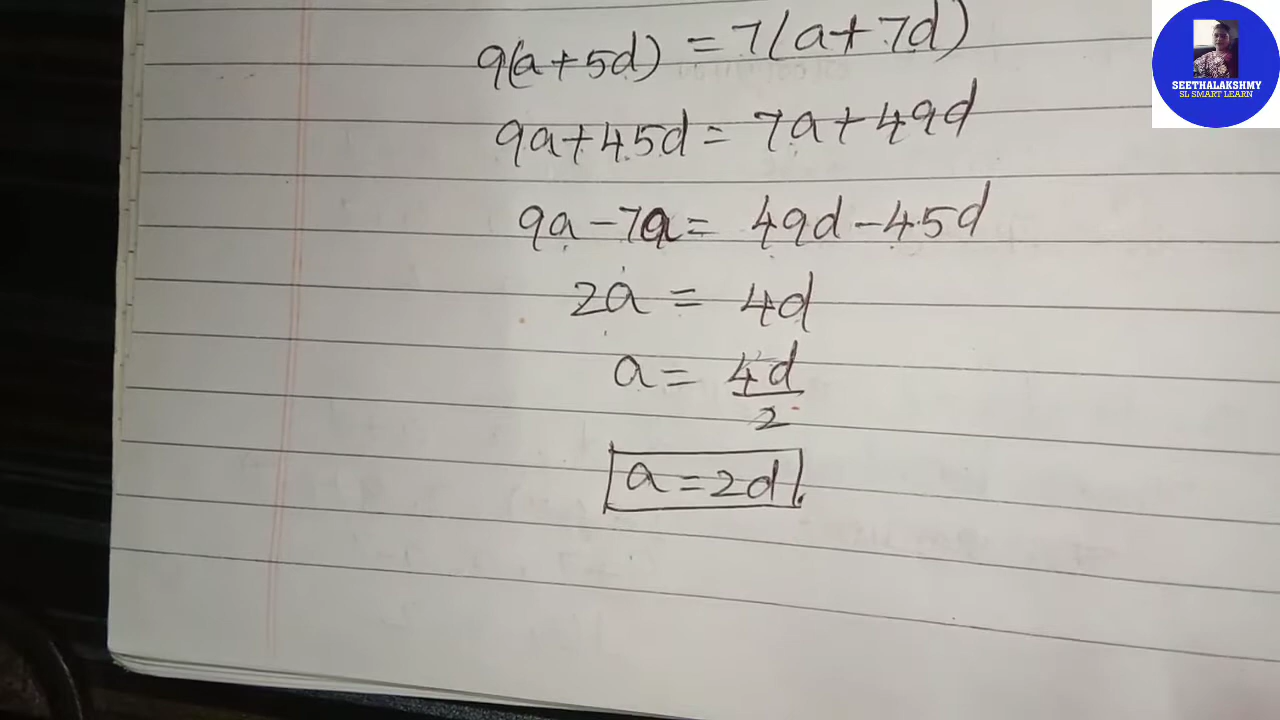 9(a+5d) = 7(a+7d)
SEETHALAKSHMY
SL SMART LEARN
9a+45d = 7a+49d
9a-7a = 49d-45d
2a = 4d
a = 4d/2
a = 2d